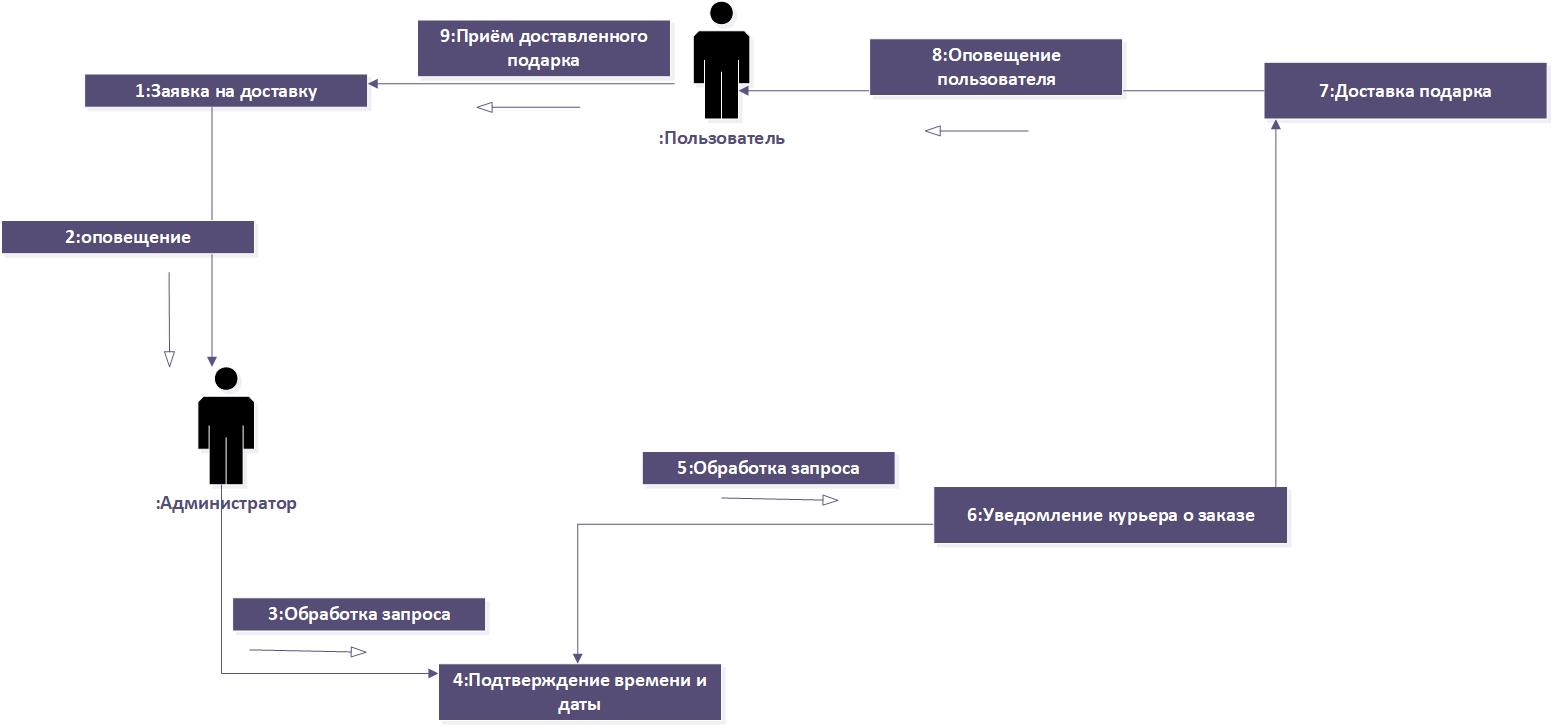 9:Приём доставленного
подарка
8:Оповещение
пользователя
1:Заявка на доставку
7:Доставка подарка
:Пользователь
2:оповещение
5:Обработка запроса
:Администратор
6:Уведомление курьера о заказе
3:Обработка запроса
4:Подтверждение времени и
даты